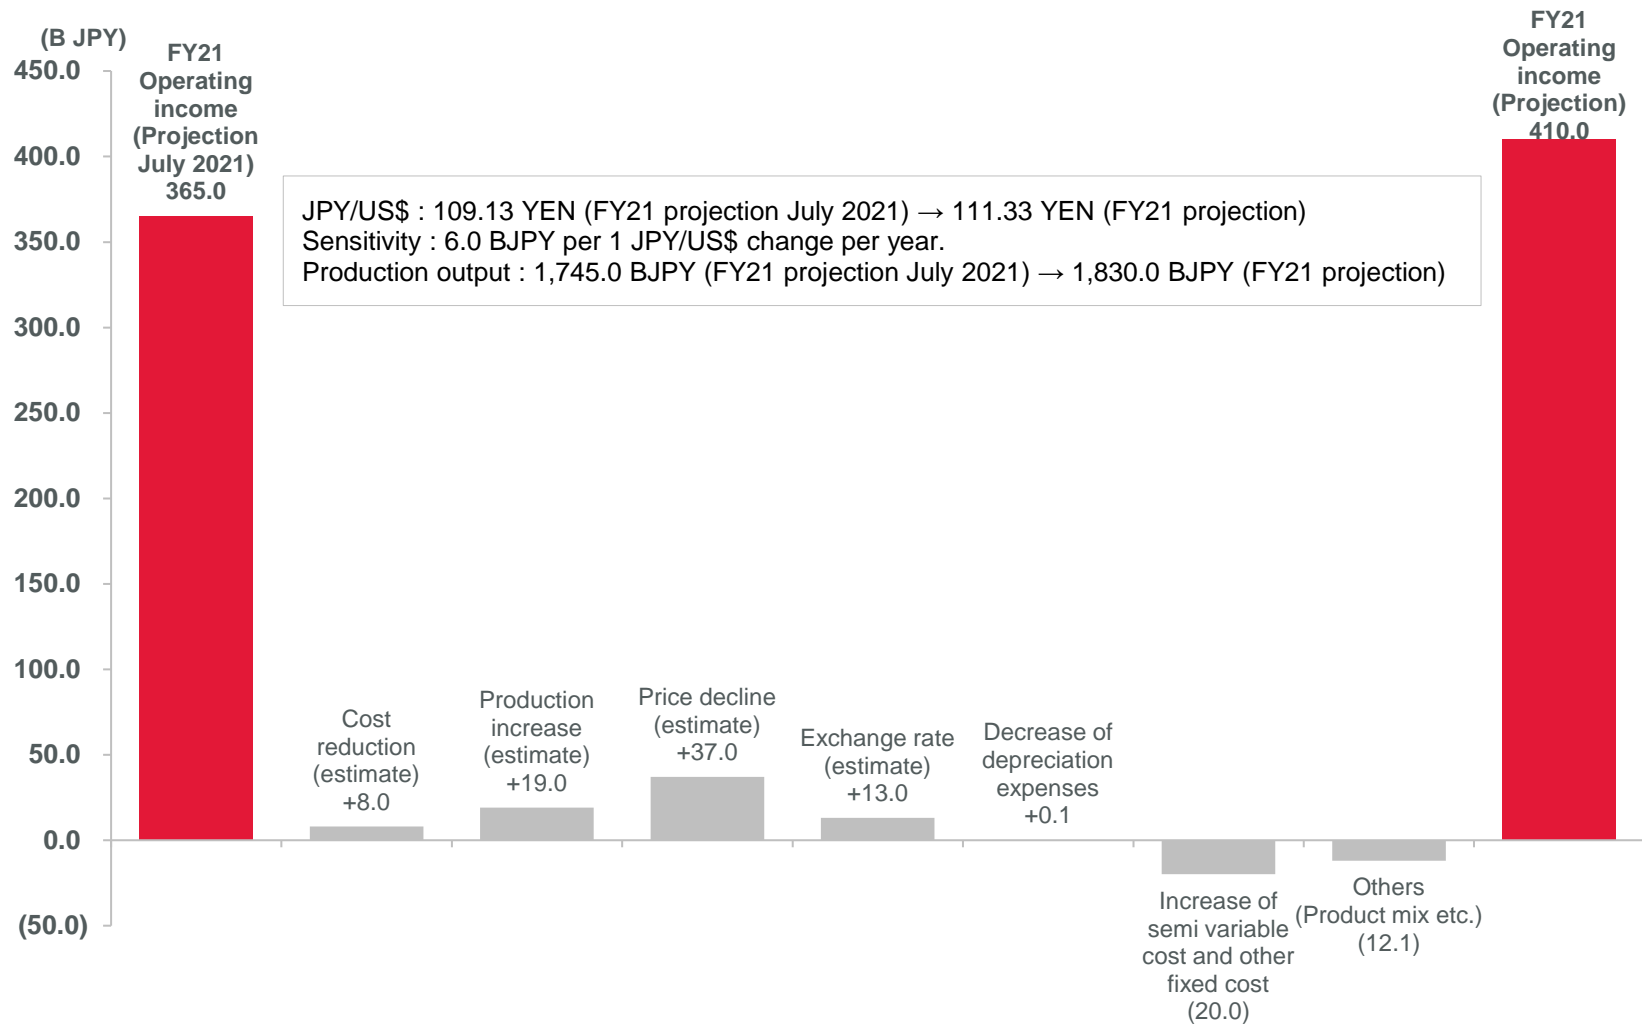 (B JPY)
450.0
400.0
350.0
300.0
250.0
200.0
150.0
100.0
50.0
0.0
(50.0)
FY21
Operating
income
(Projection
July 2021)
365.0
JPY/US$ : 109.13 YEN (FY21 projection July 2021) → 111.33 YEN (FY21 projection)
Sensitivity : 6.0 BJPY per 1 JPY/US$ change per year.
Production output : 1,745.0 BJPY (FY21 projection July 2021) → 1,830.0 BJPY (FY21 projection)
Cost
reduction
(estimate)
+8.0
Production
increase
(estimate)
+19.0
Price decline
(estimate)
+37.0
Exchange rate
(estimate)
+13.0
Decrease of
depreciation
expenses
+0.1
Increase of
semi variable
cost and other
fixed cost
(20.0)
Others
(Product mix etc.)
(12.1)
FY21
Operating
income
(Projection)
410.0